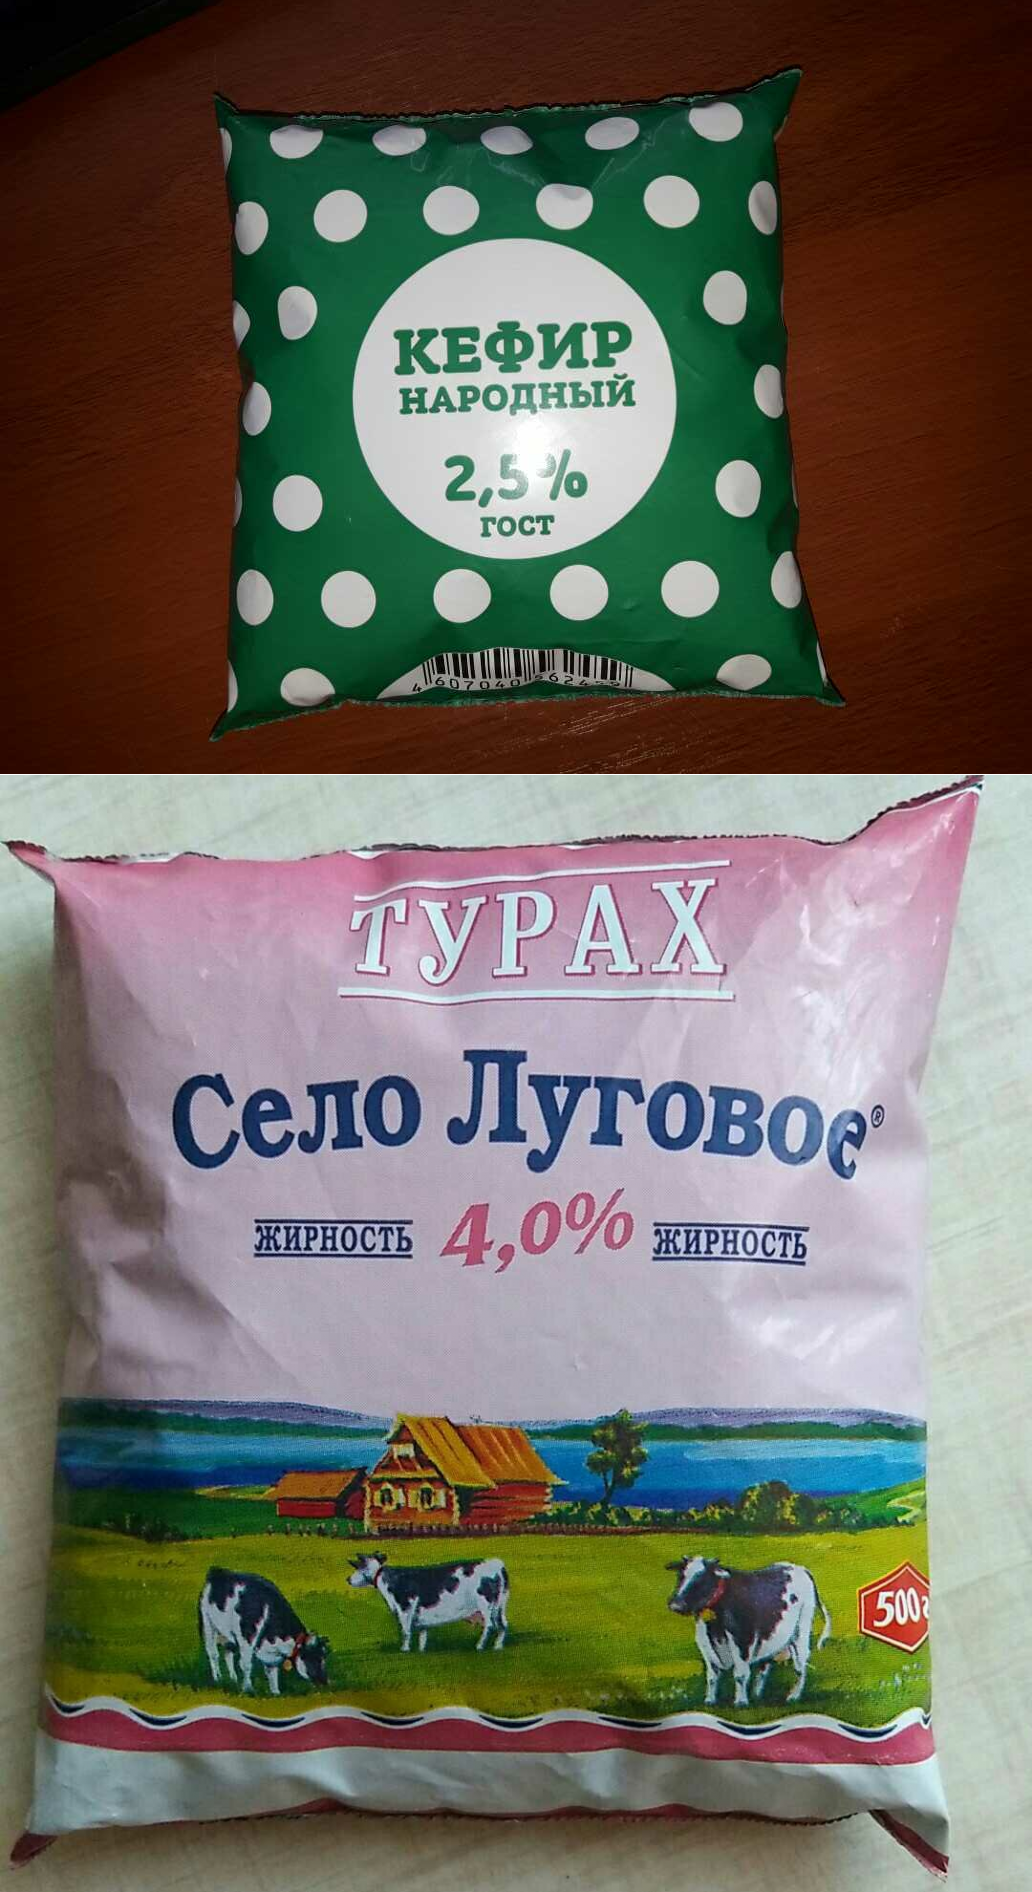 КЕФИР
НАРОДНЫЙ
2,5%
ГОСТ
ТУРАХ
Село Луговое®
ЖИРНОСТЬ 4,0% ЖИРНОСТЬ
500г